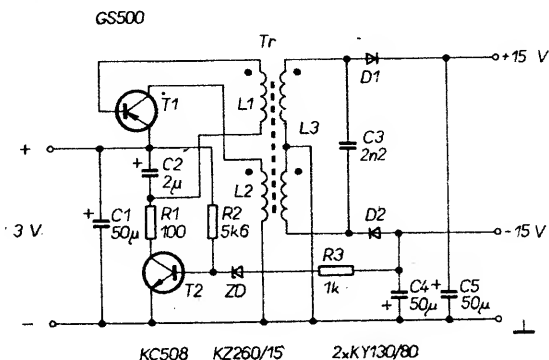 GS500
Tr
+15 V
D1
T1
L1
L3
C3
2n2
+
+
C2
2µ
L2
D2
-15 V
3 V
+
C1
50µ
R1
100
R2
5k6
R3
1k
T2
ZD
C4
50µ
+
C5
50µ
+
-
KC508 KZ260/15 2xKY130/80